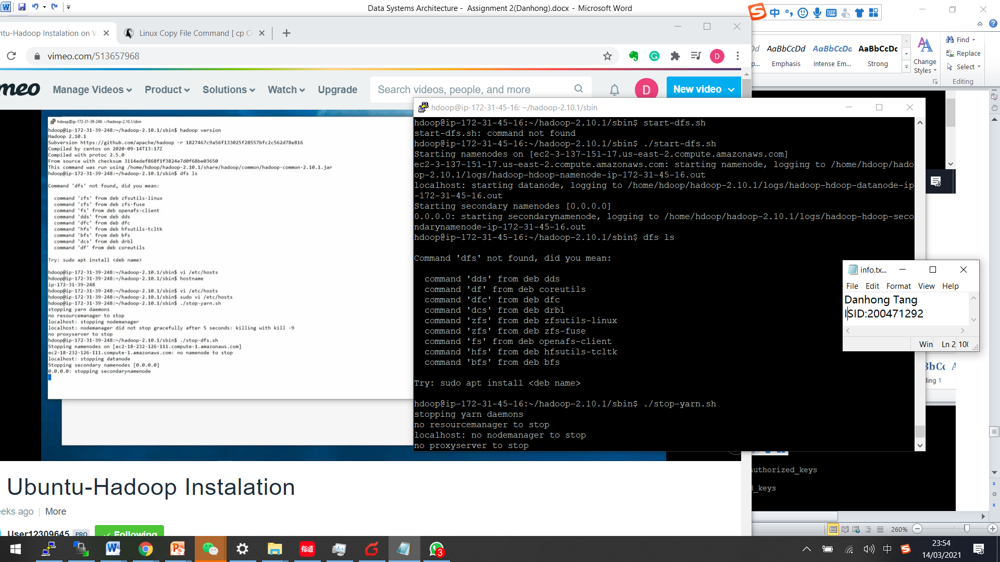 Data Systems Architecture - Assignment 2(Danhong).docx - Microsoft Word
中
ntu-Hadoop Instalation on V
Linux Copy File Command [ cp C
vimeo.com/513657968
D
AaBbCcDd AaBbCcDc AaBbCcDc
Emphasis Intense Em... Strong
Change
Styles
Find
Replace
Select
Editing
meo
Manage Videos Product Solutions Watch Upgrade
Search videos, people, and more
D
New video
hdoop@ip-172-31-39-248: ~/hadoop-2.10.1/sbin
hdoop@ip-172-31-39-248:~/hadoop-2.10.1/sbin$ hadoop version
Hadoop 2.10.1
Subversion https://github.com/apache/hadoop -r 1827467c9a56f133025f28557bfc2c562d78e816
Compiled by centos on 2020-09-14T13:17Z
Compiled with protoc 2.5.0
From source with checksum 3114edef868f1f3824e7d0f68be03650
This command was run using /home/hdoop/hadoop-2.10.1/share/hadoop/common/hadoop-common-2.10.1.jar
hdoop@ip-172-31-39-248:~/hadoop-2.10.1/sbin$ dfs ls
Command 'dfs' not found, did you mean:
command 'zfs' from deb zfsutils-linux
command 'zfs' from deb zfs-fuse
command 'fs' from deb openafs-client
command 'dds' from deb dds
command 'dfc' from deb dfc
command 'hfs' from deb hfsutils-tcltk
command 'bfs' from deb bfs
command 'dcs' from deb drbl
command 'df' from deb coreutils
Try: sudo apt install <deb name>
hdoop@ip-172-31-39-248:~/hadoop-2.10.1/sbin$ vi /etc/hosts
hdoop@ip-172-31-39-248:~/hadoop-2.10.1/sbin$ hostname
ip-172-31-39-248
hdoop@ip-172-31-39-248:~/hadoop-2.10.1/sbin$ vi /etc/hosts
hdoop@ip-172-31-39-248:~/hadoop-2.10.1/sbin$ sudo vi /etc/hosts
hdoop@ip-172-31-39-248:~/hadoop-2.10.1/sbin$ ./stop-yarn.sh
stopping yarn daemons
no resourcemanager to stop
localhost: stopping nodemanager
localhost: nodemanager did not stop gracefully after 5 seconds: killing with kill -9
no proxyserver to stop
hdoop@ip-172-31-39-248:~/hadoop-2.10.1/sbin$ ./stop-dfs.sh
Stopping namenodes on [ec2-18-232-126-111.compute-1.amazonaws.com]
ec2-18-232-126-111.compute-1.amazonaws.com: no namenode to stop
localhost: stopping datanode
Stopping secondary namenodes [0.0.0.0]
0.0.0.0: stopping secondarynamenode
hdoop@ip-172-31-45-16: ~/hadoop-2.10.1/sbin
hdoop@ip-172-31-45-16:~/hadoop-2.10.1/sbin$ start-dfs.sh
start-dfs.sh: command not found
hdoop@ip-172-31-45-16:~/hadoop-2.10.1/sbin$ ./start-dfs.sh
Starting namenodes on [ec2-3-137-151-17.us-east-2.compute.amazonaws.com]
ec2-3-137-151-17.us-east-2.compute.amazonaws.com: starting namenode, logging to /home/hdoop/hado
op-2.10.1/logs/hadoop-hdoop-namenode-ip-172-31-45-16.out
localhost: starting datanode, logging to /home/hdoop/hadoop-2.10.1/logs/hadoop-hdoop-datanode-ip
-172-31-45-16.out
Starting secondary namenodes [0.0.0.0]
0.0.0.0: starting secondarynamenode, logging to /home/hdoop/hadoop-2.10.1/logs/hadoop-hdoop-seco
ndarynamenode-ip-172-31-45-16.out
hdoop@ip-172-31-45-16:~/hadoop-2.10.1/sbin$ dfs ls
Command 'dfs' not found, did you mean:
command 'dds' from deb dds
command 'df' from deb coreutils
command 'dfc' from deb dfc
command 'dcs' from deb drbl
command 'zfs' from deb zfsutils-linux
command 'zfs' from deb zfs-fuse
command 'fs' from deb openafs-client
command 'hfs' from deb hfsutils-tcltk
command 'bfs' from deb bfs
Try: sudo apt install <deb name>
hdoop@ip-172-31-45-16:~/hadoop-2.10.1/sbin$ ./stop-yarn.sh
stopping yarn daemons
no resourcemanager to stop
localhost: no nodemanager to stop
no proxyserver to stop
info.tx...
File Edit Format View Help
Danhong Tang
SID:200471292
Win Ln 2 100
ding 1
uthorized_keys
d_keys
Ubuntu-Hadoop Instalation
eeks ago | More
User12309645 PRO Following
260%
有道
3
中
23:54
14/03/2021